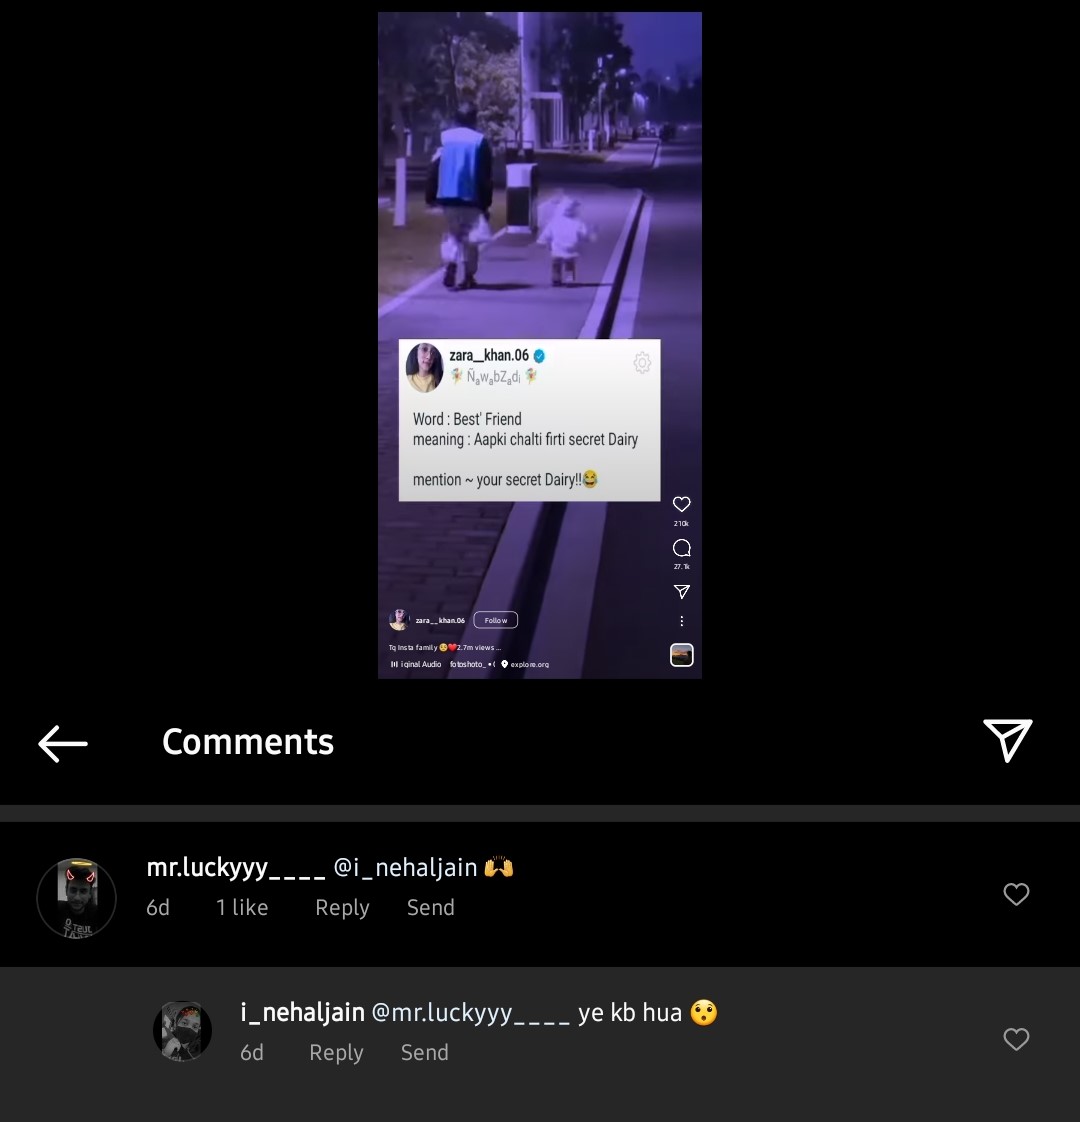 zara__khan.06
ÑₐwₐbZₐdᵢ
Word : Best' Friend
meaning : Aapki chalti firti secret Dairy
mention ~ your secret Dairy!!😂
210k
27.1k
zara__khan.06 Follow
Tq Insta family 🥺❤️2.7m views ...
iginal Audio fotoshoto_ • explore.org
Comments
mr.luckyyy____ @i_nehaljain 🙌
6d 1 like Reply Send
i_nehaljain @mr.luckyyy____ ye kb hua 😯
6d Reply Send